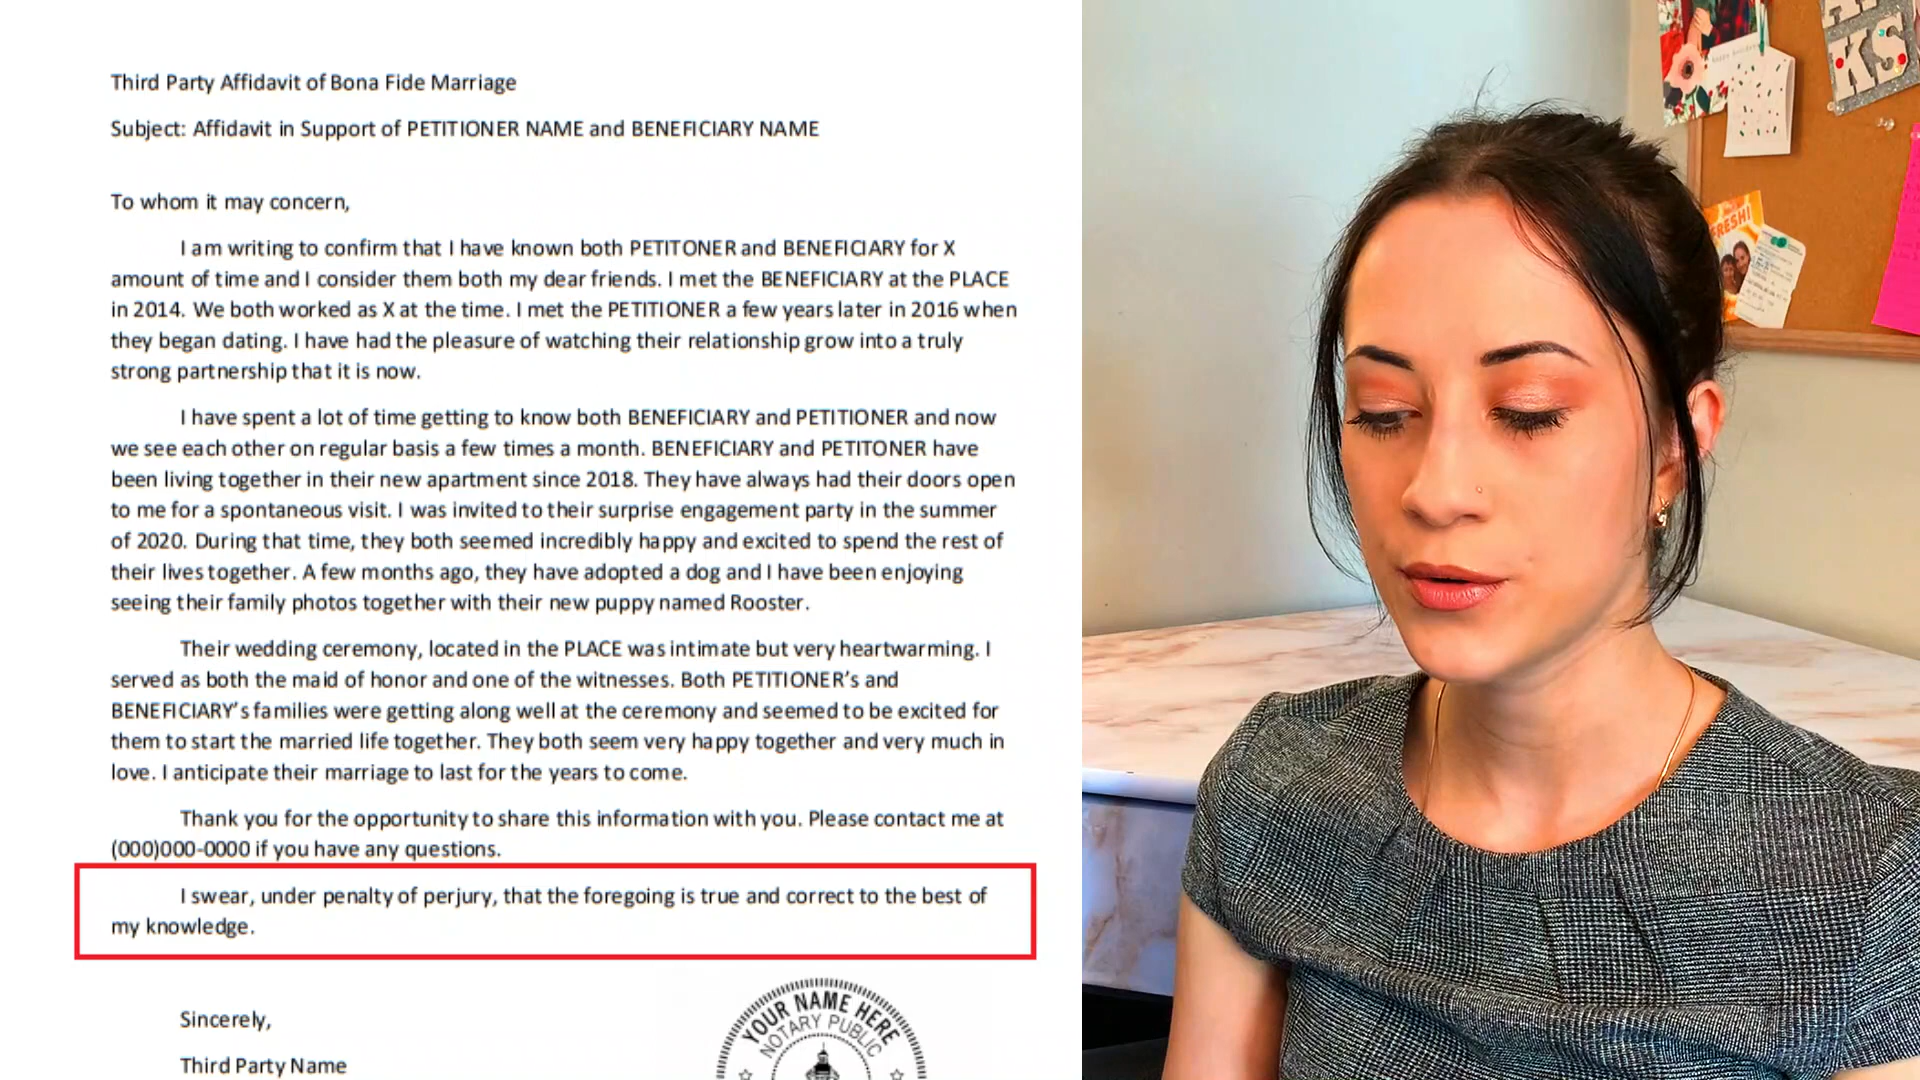 Third Party Affidavit of Bona Fide Marriage
Subject: Affidavit in Support of PETITIONER NAME and BENEFICIARY NAME
To whom it may concern,
I am writing to confirm that I have known both PETITONER and BENEFICIARY for X
amount of time and I consider them both my dear friends. I met the BENEFICIARY at the PLACE
in 2014. We both worked as X at the time. I met the PETITIONER a few years later in 2016 when
they began dating. I have had the pleasure of watching their relationship grow into a truly
strong partnership that it is now.
I have spent a lot of time getting to know both BENEFICIARY and PETITIONER and now
we see each other on regular basis a few times a month. BENEFICIARY and PETITONER have
been living together in their new apartment since 2018. They have always had their doors open
to me for a spontaneous visit. I was invited to their surprise engagement party in the summer
of 2020. During that time, they both seemed incredibly happy and excited to spend the rest of
their lives together. A few months ago, they have adopted a dog and I have been enjoying
seeing their family photos together with their new puppy named Rooster.
Their wedding ceremony, located in the PLACE was intimate but very heartwarming. I
served as both the maid of honor and one of the witnesses. Both PETITIONER's and
BENEFICIARY's families were getting along well at the ceremony and seemed to be excited for
them to start the married life together. They both seem very happy together and very much in
love. I anticipate their marriage to last for the years to come.
Thank you for the opportunity to share this information with you. Please contact me at
(000)000-0000 if you have any questions.
I swear, under penalty of perjury, that the foregoing is true and correct to the best of
my knowledge.
Sincerely,
Third Party Name
YOUR NAME HERE
NOTARY PUBLIC
KS
FRESH!